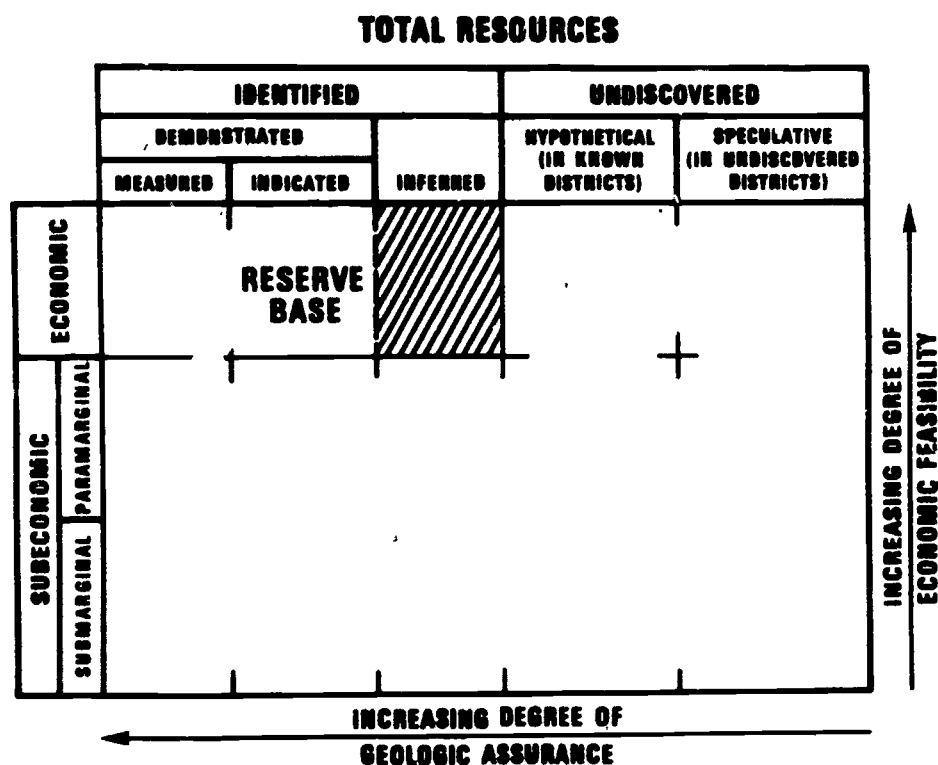 TOTAL RESOURCES
IDENTIFIED
UNDISCOVERED
DEMONSTRATED
MEASURED
INDICATED
INFERRED
HYPOTHETICAL
(IN KNOWN
DISTRICTS)
SPECULATIVE
(IN UNDISCOVERED
DISTRICTS)
ECONOMIC
RESERVE
BASE
SUBECONOMIC
PARAMARGINAL
SUBMARGINAL
INCREASING DEGREE OF
ECONOMIC FEASIBILITY
INCREASING DEGREE OF
GEOLOGIC ASSURANCE